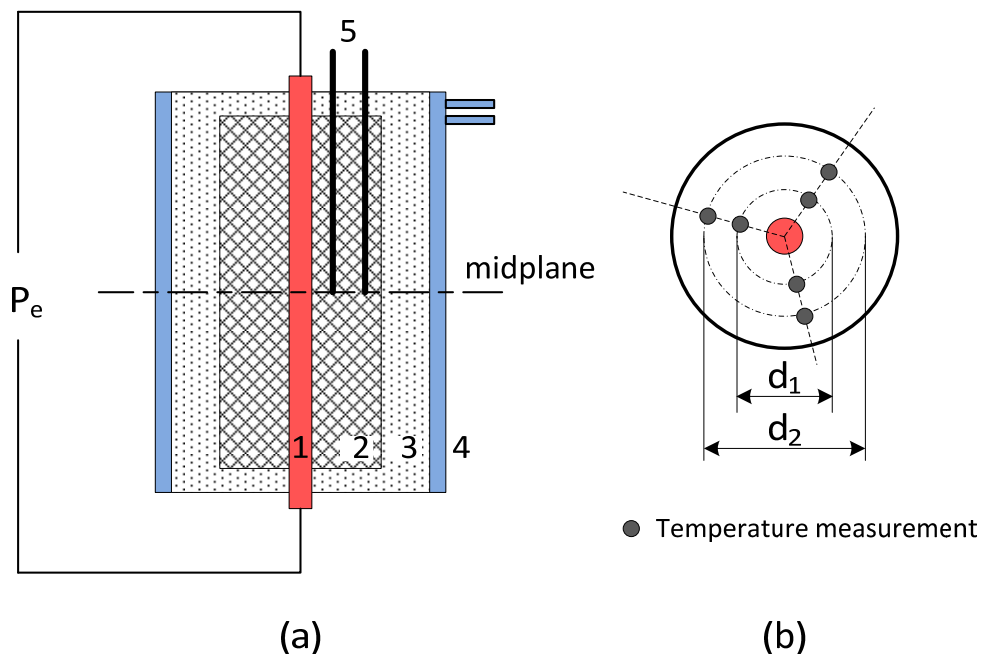 5
midplane
Pₑ
1 2 3 4
d₁
d₂
Temperature measurement
(a)
(b)